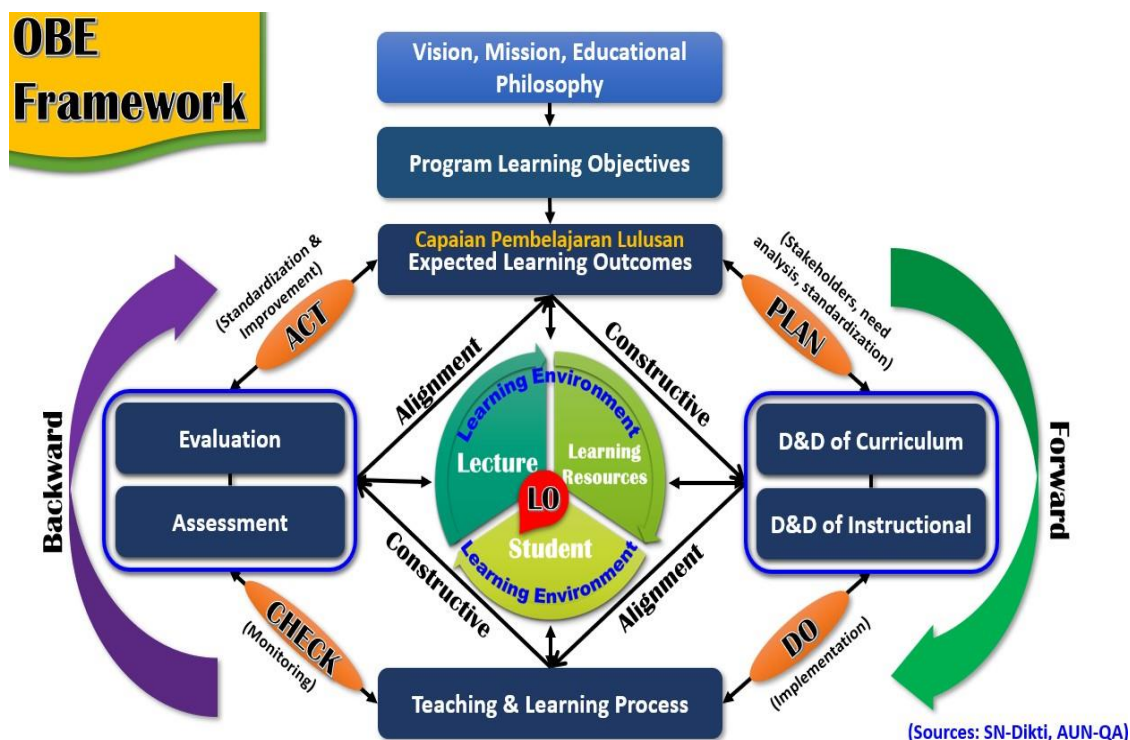 OBE
Framework
Vision, Mission, Educational
Philosophy
Program Learning Objectives
Capaian Pembelajaran Lulusan
Expected Learning Outcomes
(Standardization &
Improvement)
ACT
(Stakeholders, need
analysis, standardization)
PLAN
Alignment
Constructive
Backward
Forward
Evaluation
Assessment
Learning Environment
Lecture
Learning
Resources
LO
Student
Learning Environment
D&D of Curriculum
D&D of Instructional
Constructive
Alignment
CHECK
(Monitoring)
DO
(Implementation)
Teaching & Learning Process
(Sources: SN-Dikti, AUN-QA)